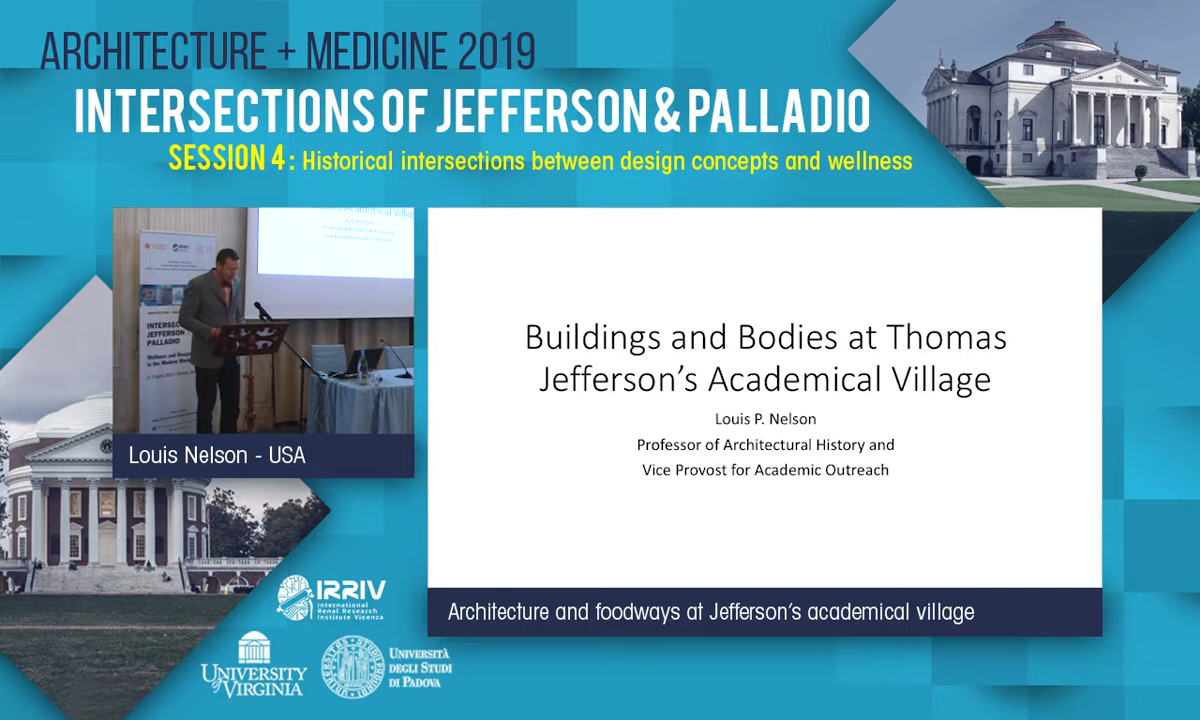 ARCHITECTURE + MEDICINE 2019
INTERSECTIONS OF JEFFERSON & PALLADIO
SESSION 4: Historical intersections between design concepts and wellness
INTERSEC
JEFFERSON
PALLADIO
Louis Nelson - USA
Buildings and Bodies at Thomas
Jefferson's Academical Village
Louis P. Nelson
Professor of Architectural History and
Vice Provost for Academic Outreach
Architecture and foodways at Jefferson's academical village
IRRIV
International
Renal Research
Institute Vicenza
UNIVERSITY
of VIRGINIA
UNIVERSITÀ
DEGLI STUDI
DI PADOVA